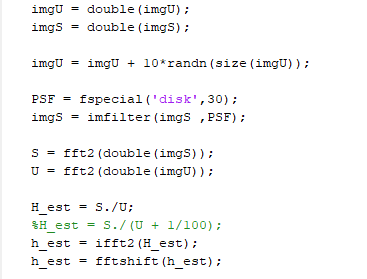 imgU = double(imgU);
imgS = double(imgS);
imgU = imgU + 10*randn(size(imgU));
PSF = fspecial('disk',30);
imgS = imfilter(imgS ,PSF);
S = fft2(double(imgS));
U = fft2(double(imgU));
H_est = S./U;
%H_est = S./(U + 1/100);
h_est = ifft2(H_est);
h_est = fftshift(h_est);